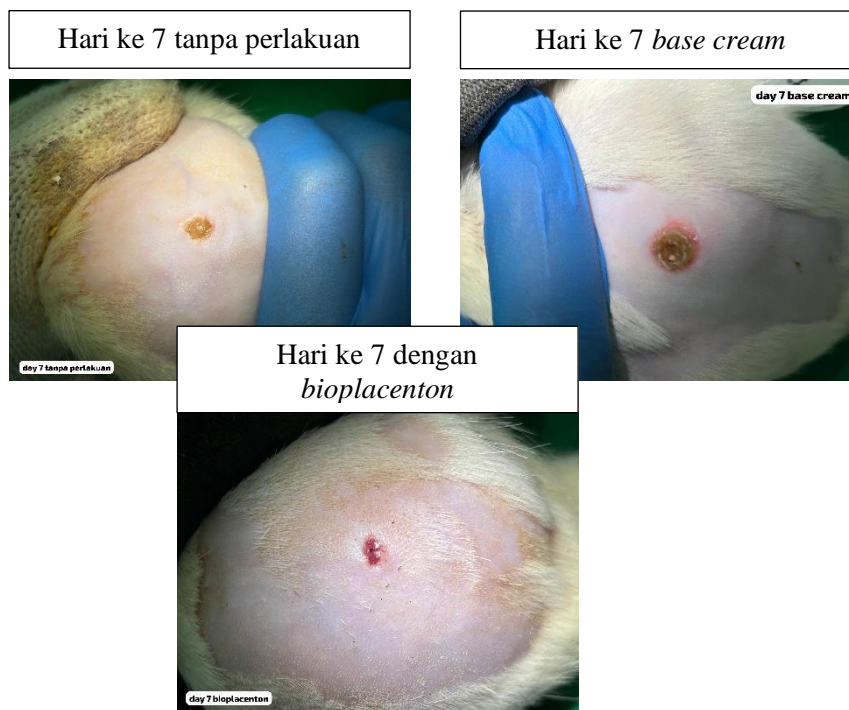 Hari ke 7 tanpa perlakuan
Hari ke 7 base cream
day 7 base cream
day 7 tanpa perlakuan
Hari ke 7 dengan
bioplacenton
day 7 bioplacenton